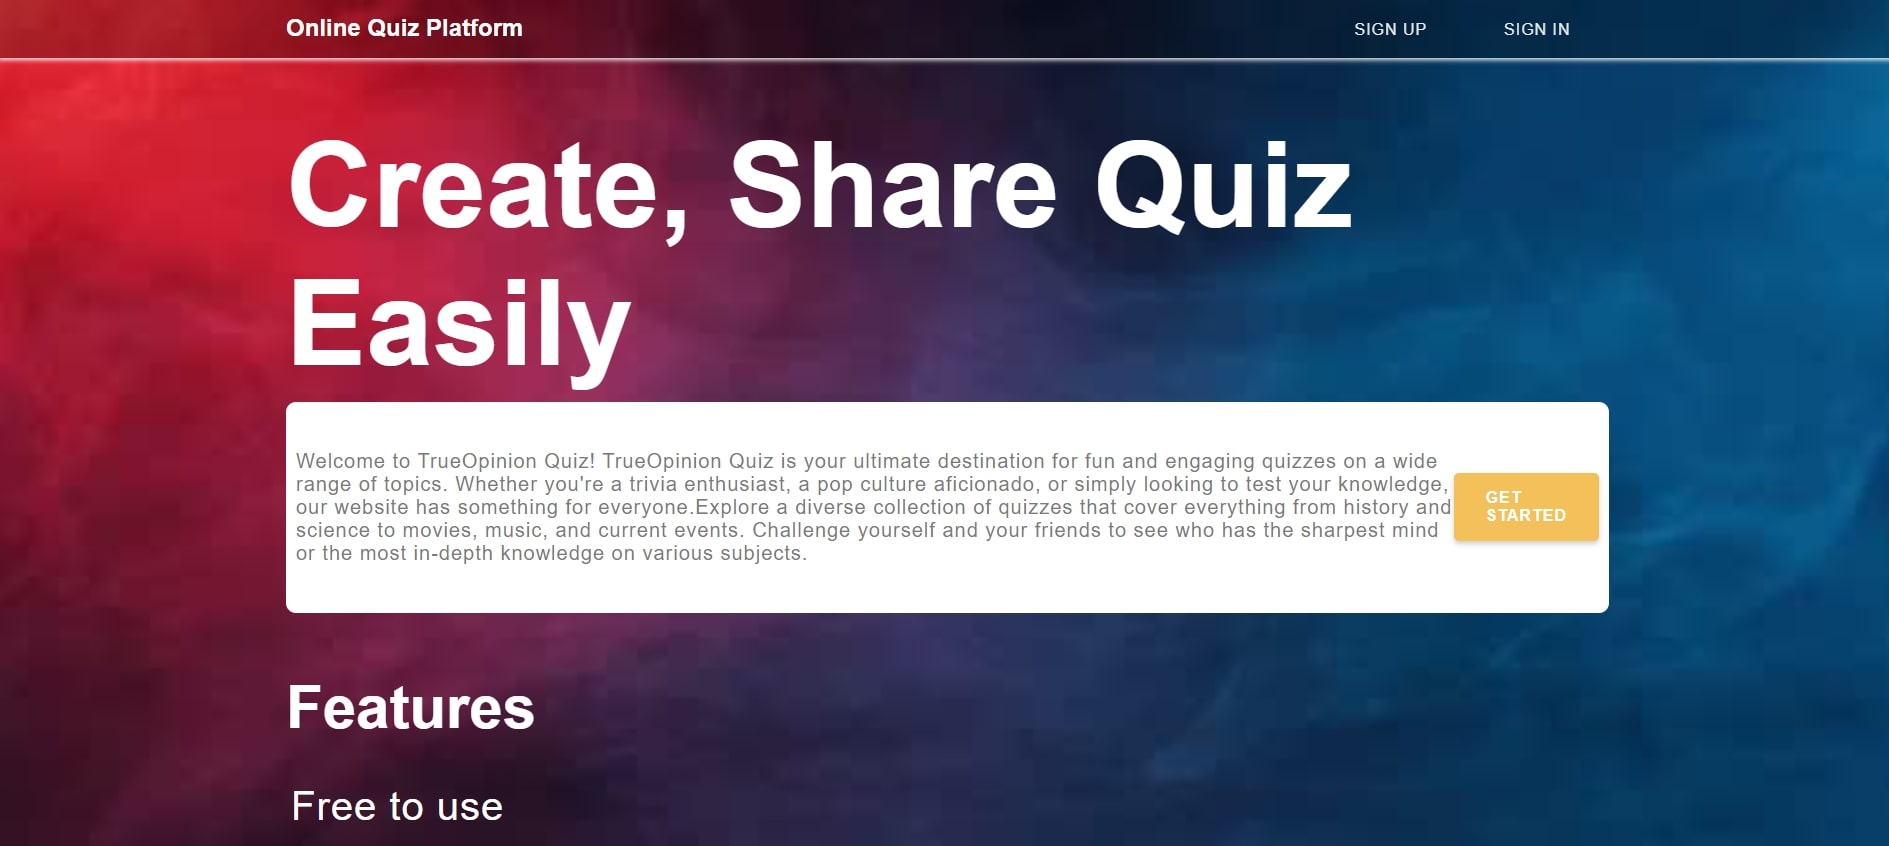 Online Quiz Platform
SIGN UP
SIGN IN
Create, Share Quiz
Easily
Welcome to TrueOpinion Quiz! TrueOpinion Quiz is your ultimate destination for fun and engaging quizzes on a wide
range of topics. Whether you're a trivia enthusiast, a pop culture aficionado, or simply looking to test your knowledge,
our website has something for everyone.Explore a diverse collection of quizzes that cover everything from history and
science to movies, music, and current events. Challenge yourself and your friends to see who has the sharpest mind
or the most in-depth knowledge on various subjects.
GET
STARTED
Features
Free to use